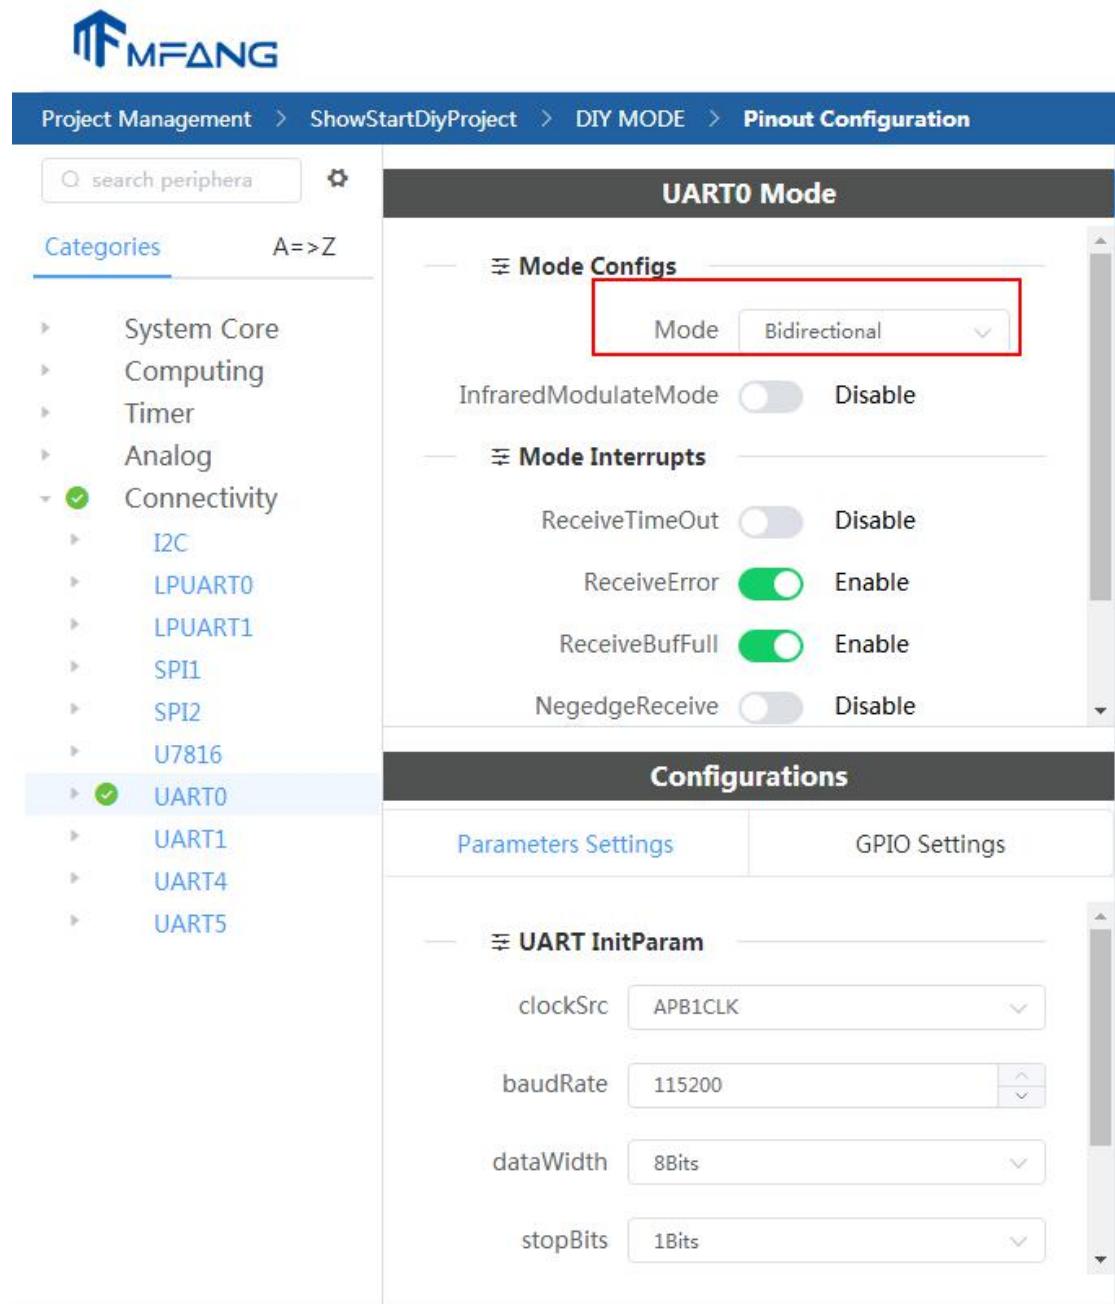 MFANG
Project Management > ShowStartDiyProject > DIY MODE > Pinout Configuration
search periphera
Categories A=>Z
System Core
Computing
Timer
Analog
Connectivity
I2C
LPUART0
LPUART1
SPI1
SPI2
U7816
UART0
UART1
UART4
UART5
UART0 Mode
Mode Configs
Mode Bidirectional
InfraredModulateMode Disable
Mode Interrupts
ReceiveTimeOut Disable
ReceiveError Enable
ReceiveBufFull Enable
NegedgeReceive Disable
Configurations
Parameters Settings GPIO Settings
UART InitParam
clockSrc APB1CLK
baudRate 115200
dataWidth 8Bits
stopBits 1Bits